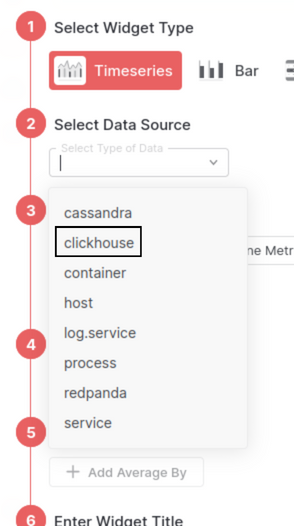 1 Select Widget Type
Timeseries Bar
2 Select Data Source
Select Type of Data
3
cassandra
clickhouse
ne Metr
container
host
log.service
4
process
redpanda
service
5
+ Add Average By
6 Enter Widget Title